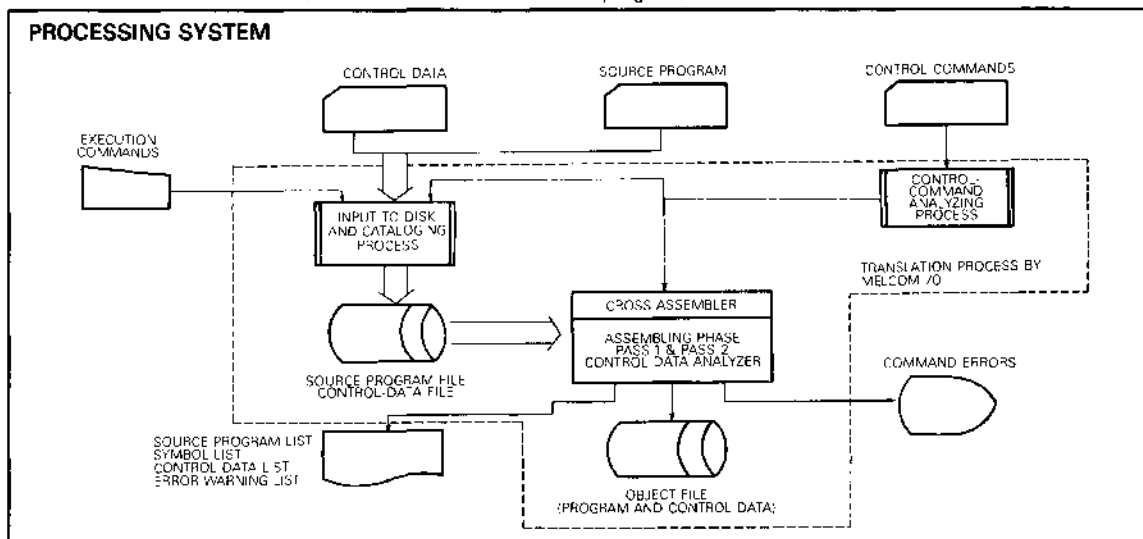 PROCESSING SYSTEM
CONTROL DATA
SOURCE PROGRAM
CONTROL COMMANDS
EXECUTION
COMMANDS
INPUT TO DISK
AND CATALOGING
PROCESS
CONTROL-
COMMAND
ANALYZING
PROCESS
TRANSLATION PROCESS BY
MELCOM 70
CROSS ASSEMBLER
ASSEMBLING PHASE
PASS 1 & PASS 2
CONTROL DATA ANALYZER
SOURCE PROGRAM FILE
CONTROL-DATA FILE
COMMAND ERRORS
SOURCE PROGRAM LIST
SYMBOL LIST
CONTROL DATA LIST
ERROR WARNING LIST
OBJECT FILE
(PROGRAM AND CONTROL DATA)